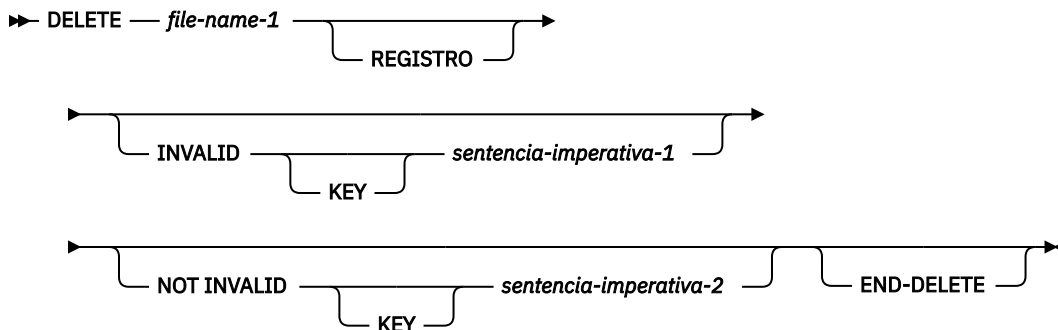 DELETE file-name-1
REGISTRO
INVALID sentencia-imperativa-1
KEY
NOT INVALID sentencia-imperativa-2 END-DELETE
KEY